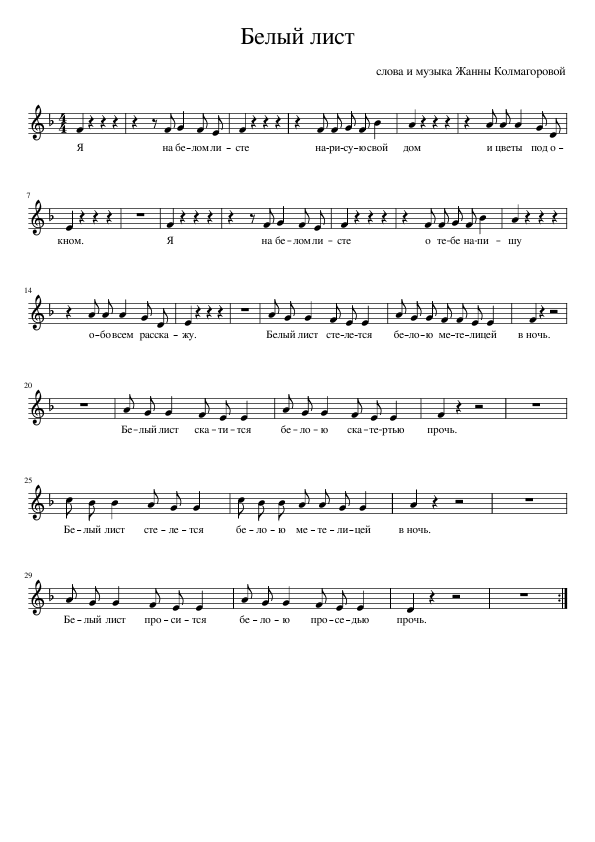 Белый лист
слова и музыка Жанны Колмагоровой
4
4
Я на бе – лом ли – сте на-ри-су-ю свой дом и цветы под о –
7
кном. Я на бе – лом ли – сте о те-бе на-пи – шу
14
о-бо всем расска – жу. Белый лист сте-ле-тся бе-ло-ю ме-те-лицей в ночь.
20
Бе-лый лист ска – ти – тся бе – ло – ю ска – те-ртью прочь.
25
Бе – лый лист сте – ле – тся бе – ло – ю ме – те – ли-цей в ночь.
29
Бе – лый лист про – си – тся бе – ло – ю про – се-дью прочь.